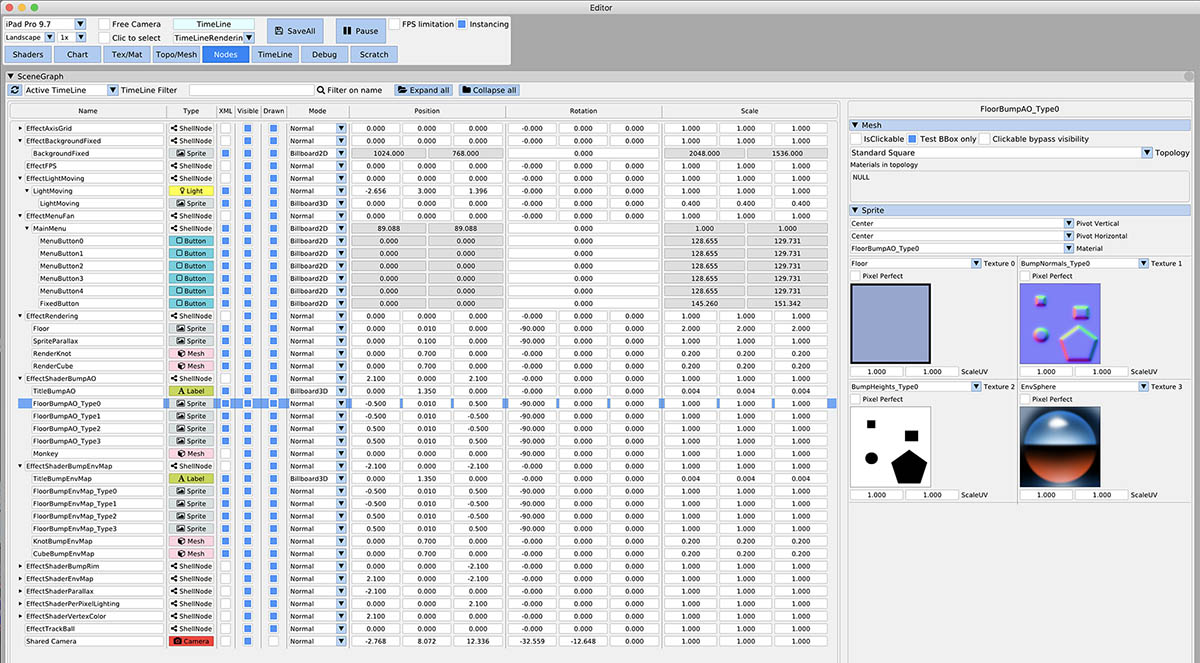 Editor
iPad Pro 9.7 Free Camera TimeLine SaveAll Pause FPS limitation Instancing
Landscape 1x Clic to select TimeLineRenderin
Shaders Chart Tex/Mat Topo/Mesh Nodes TimeLine Debug Scratch
SceneGraph
Active TimeLine TimeLine Filter Filter on name Expand all Collapse all
Name Type XML Visible Drawn Mode Position Rotation Scale
EffectAxisGrid ShellNode Normal 0.000 0.000 0.000 -0.000 0.000 0.000 1.000 1.000 1.000
EffectBackgroundFixed ShellNode Normal 0.000 0.000 0.000 -0.000 0.000 0.000 1.000 1.000 1.000
BackgroundFixed Sprite Billboard2D 1024.000 768.000 0.000 2048.000 1536.000
EffectFPS ShellNode Normal 0.000 0.000 0.000 -0.000 0.000 0.000 1.000 1.000 1.000
EffectLightMoving ShellNode Normal 0.000 0.000 0.000 -0.000 0.000 0.000 1.000 1.000 1.000
LightMoving Light Normal -2.656 3.000 1.396 -0.000 0.000 0.000 1.000 1.000 1.000
LightMoving Sprite Billboard3D 0.000 0.000 0.000 -0.000 0.000 0.000 0.400 0.400 0.400
EffectMenuFan ShellNode Normal 0.000 0.000 0.000 -0.000 0.000 0.000 1.000 1.000 1.000
MainMenu ShellNode Billboard2D 89.088 89.088 0.000 1.000 1.000
MenuButton0 Button Billboard2D 0.000 0.000 0.000 128.655 129.731
MenuButton1 Button Billboard2D 0.000 0.000 0.000 128.655 129.731
MenuButton2 Button Billboard2D 0.000 0.000 0.000 128.655 129.731
MenuButton3 Button Billboard2D 0.000 0.000 0.000 128.655 129.731
MenuButton4 Button Billboard2D 0.000 0.000 0.000 128.655 129.731
FixedButton Button Billboard2D 0.000 0.000 0.000 145.260 151.342
EffectRendering ShellNode Normal 0.000 0.000 0.000 -0.000 0.000 0.000 1.000 1.000 1.000
Floor Sprite Normal 0.000 0.010 0.000 -90.000 0.000 0.000 2.000 2.000 2.000
SpriteParallax Sprite Normal 0.000 0.100 0.000 -90.000 0.000 0.000 1.000 1.000 1.000
RenderKnot Mesh Normal 0.000 0.700 0.000 -0.000 0.000 0.000 0.200 0.200 0.200
RenderCube Mesh Normal 0.000 0.700 0.000 -0.000 0.000 0.000 0.200 0.200 0.200
EffectShaderBumpAO ShellNode Normal 2.100 0.000 2.100 -0.000 0.000 0.000 1.000 1.000 1.000
TitleBumpAO Label Billboard3D 0.000 1.350 0.000 -0.000 0.000 0.000 0.004 0.004 0.004
FloorBumpAO_Type0 Sprite Normal -0.500 0.010 0.500 -90.000 0.000 0.000 1.000 1.000 1.000
FloorBumpAO_Type1 Sprite Normal -0.500 0.010 -0.500 -90.000 0.000 0.000 1.000 1.000 1.000
FloorBumpAO_Type2 Sprite Normal 0.500 0.010 -0.500 -90.000 0.000 0.000 1.000 1.000 1.000
FloorBumpAO_Type3 Sprite Normal 0.500 0.010 0.500 -90.000 0.000 0.000 1.000 1.000 1.000
Monkey Mesh Normal 0.000 0.700 0.000 -0.000 0.000 0.000 1.000 1.000 1.000
EffectShaderBumpEnvMap ShellNode Normal -2.100 0.000 -2.100 -0.000 0.000 0.000 1.000 1.000 1.000
TitleBumpEnvMap Label Billboard3D 0.000 1.350 0.000 -0.000 0.000 0.000 0.004 0.004 0.004
FloorBumpEnvMap_Type0 Sprite Normal -0.500 0.010 0.500 -90.000 0.000 0.000 1.000 1.000 1.000
FloorBumpEnvMap_Type1 Sprite Normal -0.500 0.010 -0.500 -90.000 0.000 0.000 1.000 1.000 1.000
FloorBumpEnvMap_Type2 Sprite Normal 0.500 0.010 -0.500 -90.000 0.000 0.000 1.000 1.000 1.000
FloorBumpEnvMap_Type3 Sprite Normal 0.500 0.010 0.500 -90.000 0.000 0.000 1.000 1.000 1.000
KnotBumpEnvMap Mesh Normal 0.000 0.700 0.000 -0.000 0.000 0.000 0.200 0.200 0.200
CubeBumpEnvMap Mesh Normal 0.000 0.700 0.000 -0.000 0.000 0.000 0.200 0.200 0.200
EffectShaderBumpRim ShellNode Normal 0.000 0.000 -2.100 -0.000 0.000 0.000 1.000 1.000 1.000
EffectShaderEnvMap ShellNode Normal 2.100 0.000 -2.100 -0.000 0.000 0.000 1.000 1.000 1.000
EffectShaderParallax ShellNode Normal -2.100 0.000 0.000 -0.000 0.000 0.000 1.000 1.000 1.000
EffectShaderPerPixelLighting ShellNode Normal 0.000 0.000 2.100 -0.000 0.000 0.000 1.000 1.000 1.000
EffectShaderVertexColor ShellNode Normal 2.100 0.000 0.000 -0.000 0.000 0.000 1.000 1.000 1.000
EffectTrackBall ShellNode Normal 0.000 0.000 0.000 -0.000 0.000 0.000 1.000 1.000 1.000
Shared Camera Camera Normal -2.768 8.072 12.336 -32.559 -12.648 0.000 1.000 1.000 1.000
FloorBumpAO_Type0
Mesh
IsClickable Test BBox only Clickable bypass visibility
Standard Square Topology
Materials in topology
NULL
Sprite
Center Pivot Vertical
Center Pivot Horizontal
FloorBumpAO_Type0 Material
Floor Texture 0 BumpNormals_Type0 Texture 1
Pixel Perfect Pixel Perfect
1.000 1.000 ScaleUV 1.000 1.000 ScaleUV
BumpHeights_Type0 Texture 2 EnvSphere Texture 3
Pixel Perfect Pixel Perfect
1.000 1.000 ScaleUV 1.000 1.000 ScaleUV